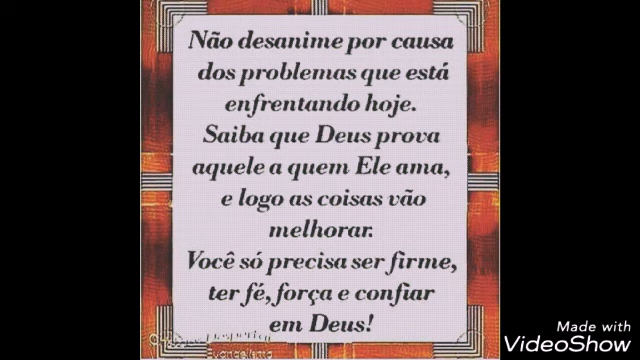 Não desanime por causa
dos problemas que está
enfrentando hoje.
Saiba que Deus prova
aquele a quem Ele ama,
e logo as coisas vão
melhorar.
Você só precisa ser firme,
ter fé, força e confiar
em Deus!
Evangelista
Made with
VideoShow